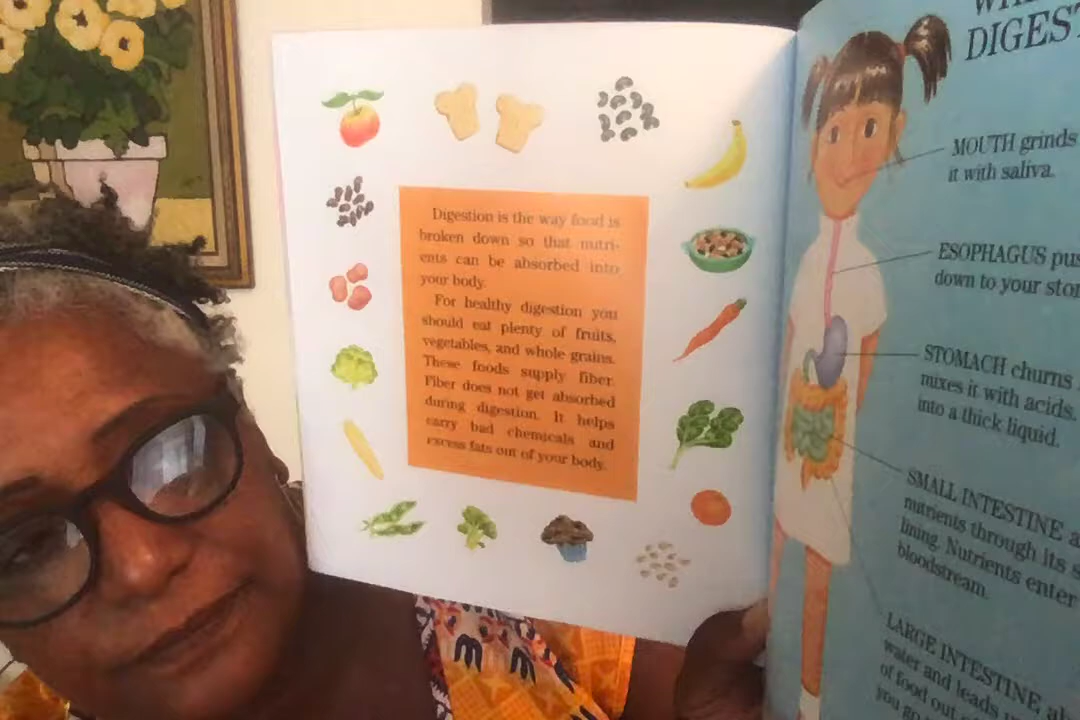 Digestion is the way food is
broken down so that nutri-
ents can be absorbed into
your body.
For healthy digestion you
should eat plenty of fruits,
vegetables, and whole grains.
These foods supply fiber.
Fiber does not get absorbed
during digestion. It helps
carry bad chemicals and
excess fats out of your body.
DIGEST
MOUTH grinds
it with saliva.
ESOPHAGUS pus
down to your sto
STOMACH churns
mixes it with acids.
into a thick liquid.
SMALL INTESTINE a
nutrients through its s
lining. Nutrients enter
bloodstream.
LARGE INTESTINE ab
water and leads
of food out
you go